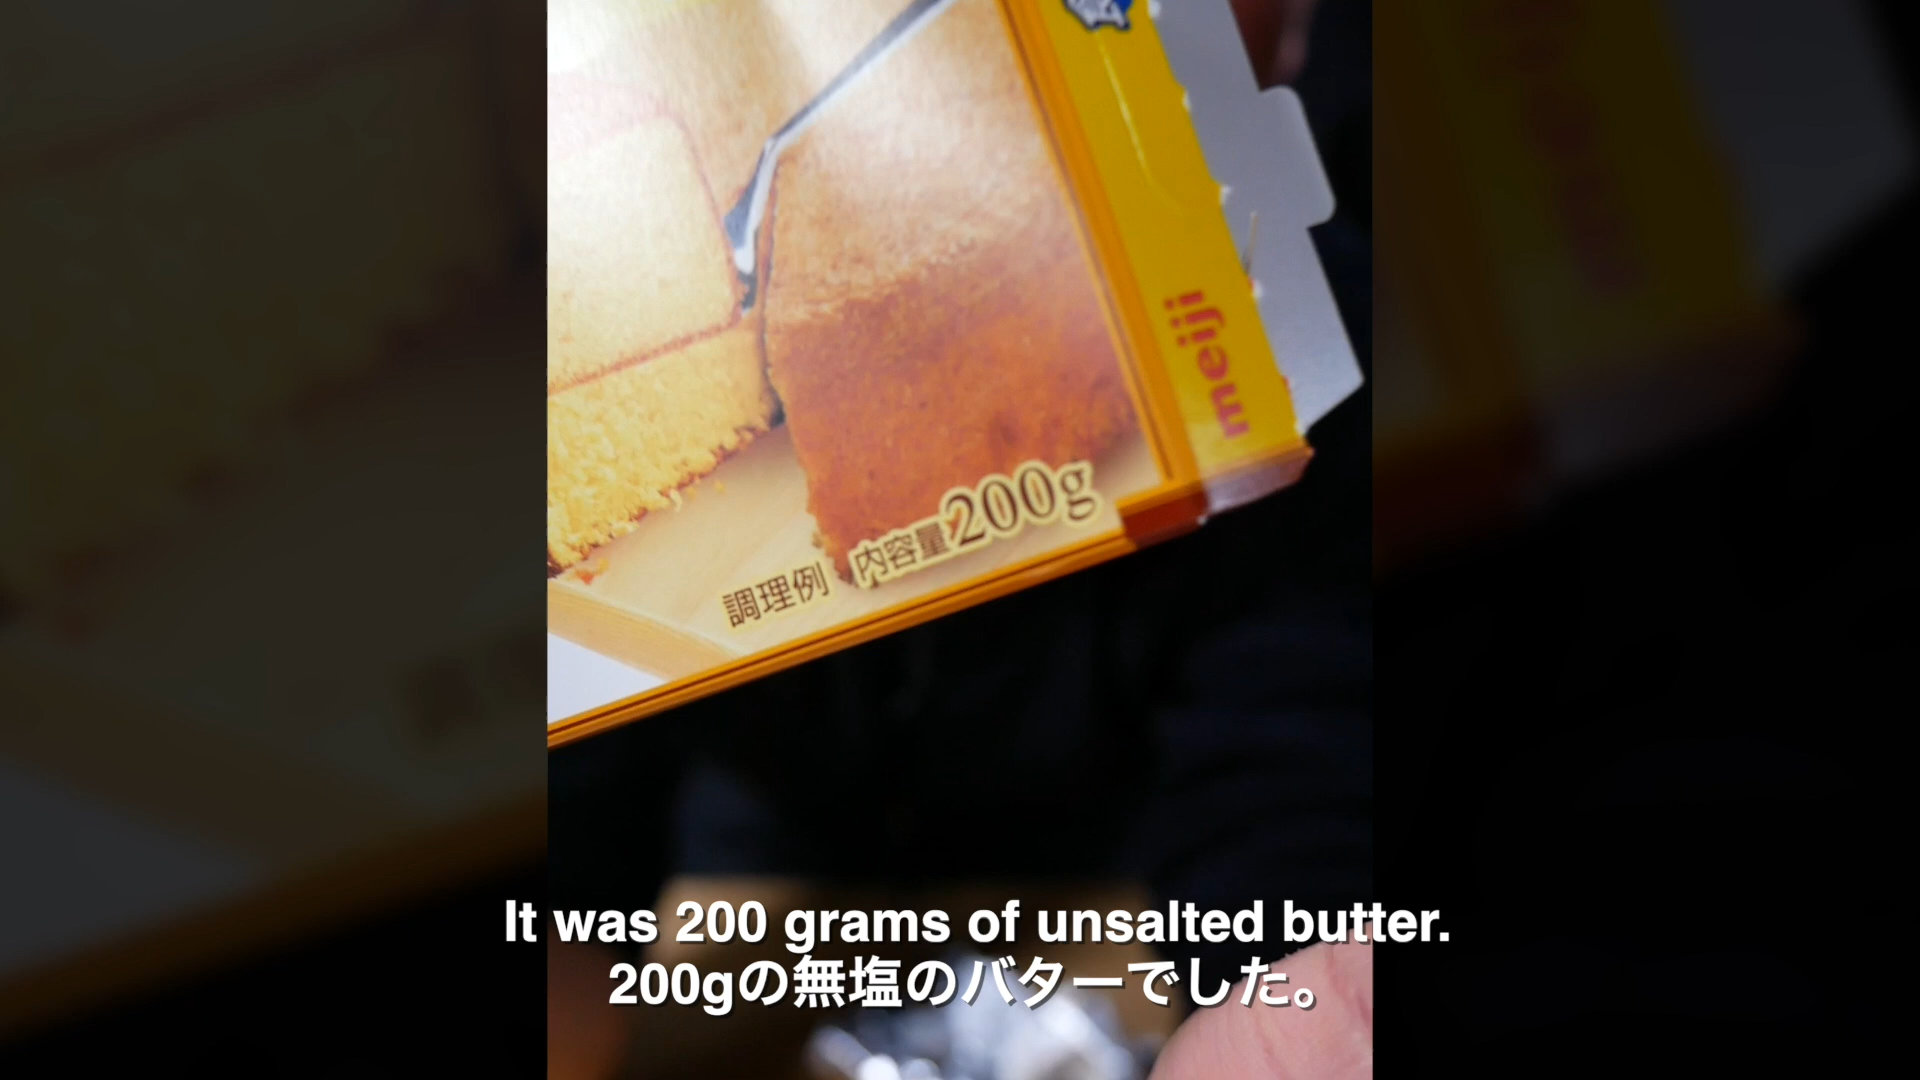 meiji
調理例 内容量200g
It was 200 grams of unsalted butter.
200gの無塩のバターでした。